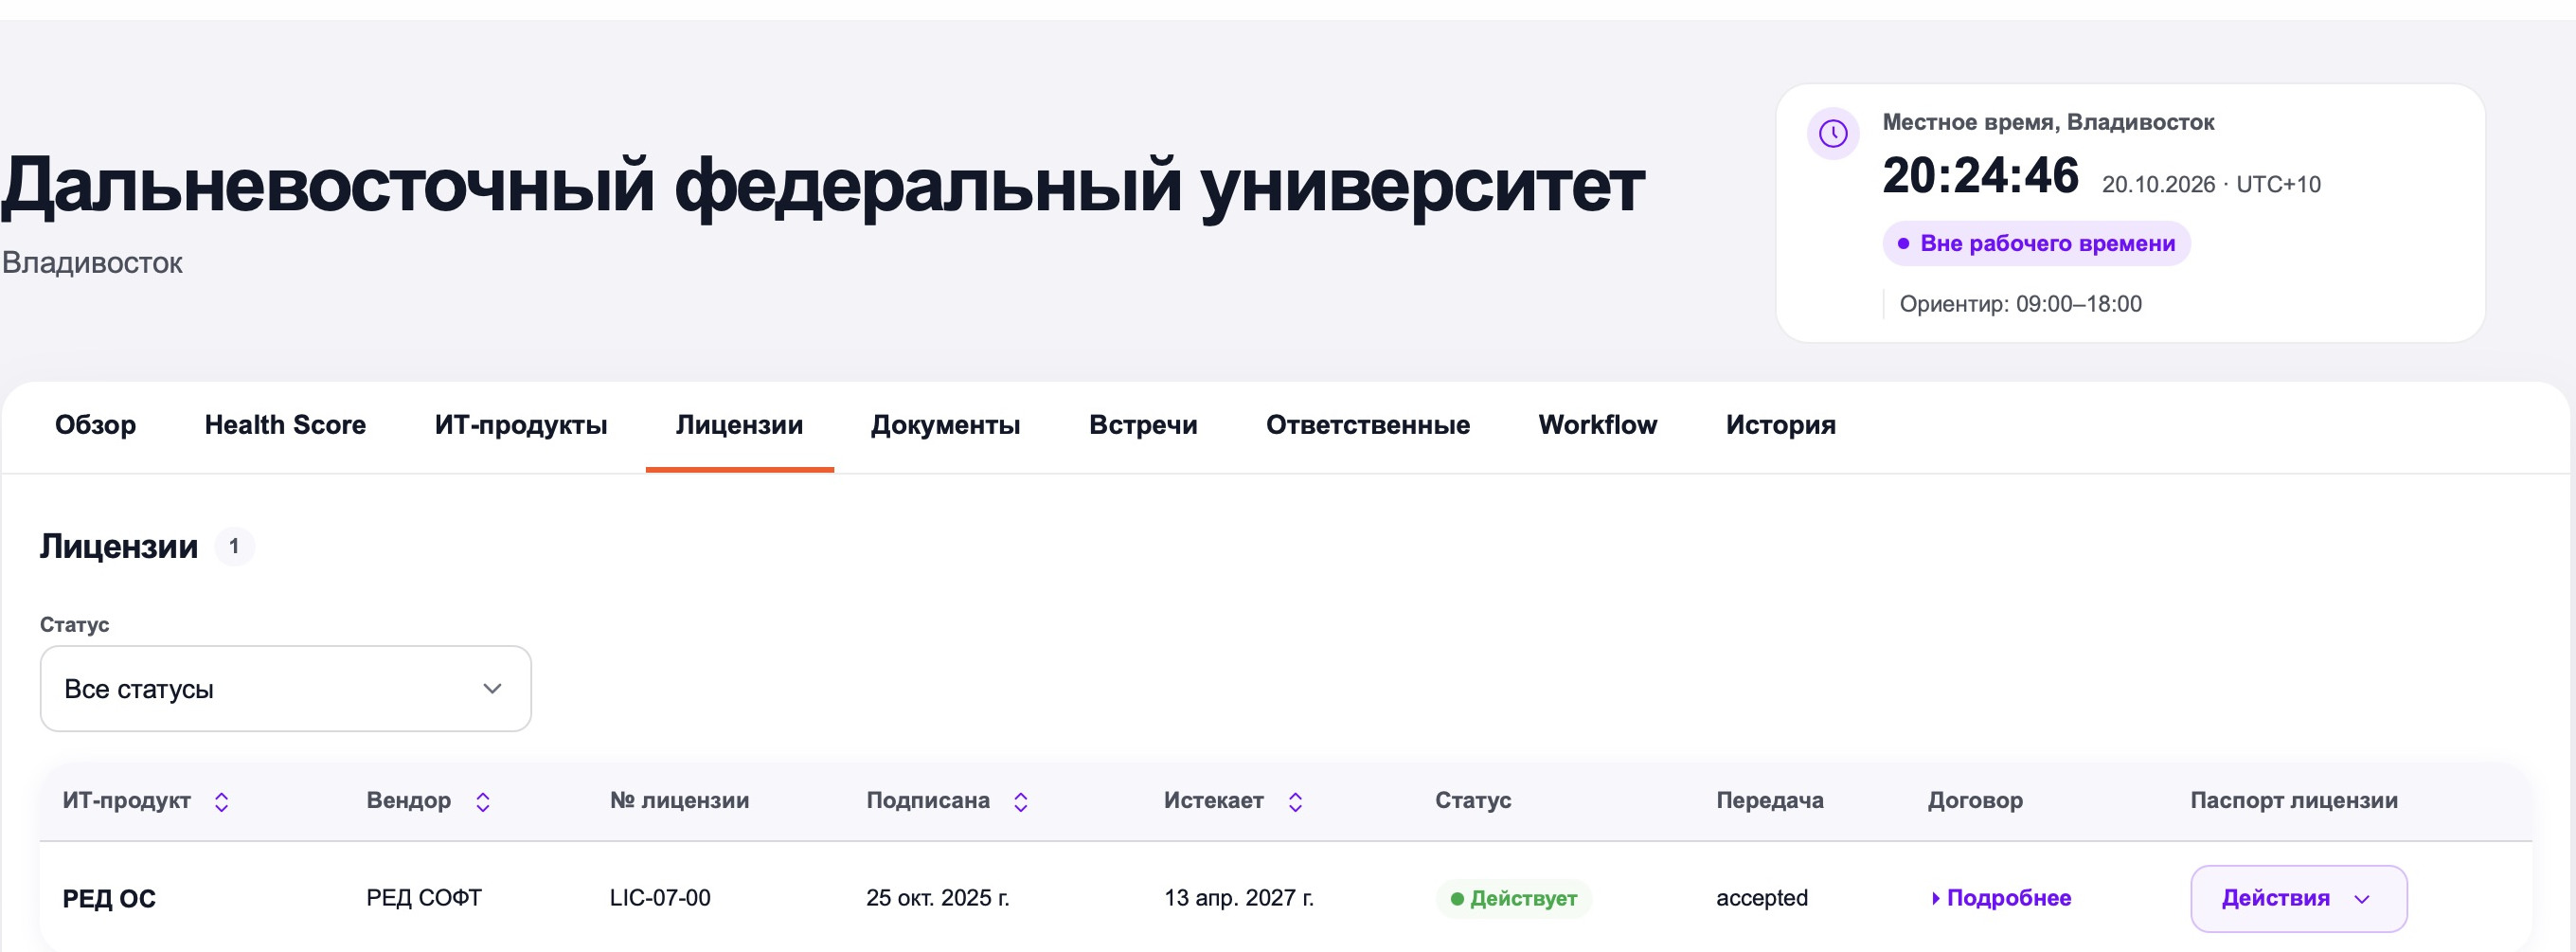 Дальневосточный федеральный университет
Владивосток
Местное время, Владивосток
20:24:46 20.10.2026 · UTC+10
Вне рабочего времени
Ориентир: 09:00–18:00
Обзор Health Score ИТ-продукты Лицензии Документы Встречи Ответственные Workflow История
Лицензии 1
Статус
Все статусы
ИТ-продукт Вендор № лицензии Подписана Истекает Статус Передача Договор Паспорт лицензии
РЕД ОС РЕД СОФТ LIC-07-00 25 окт. 2025 г. 13 апр. 2027 г. Действует accepted Подробнее Действия